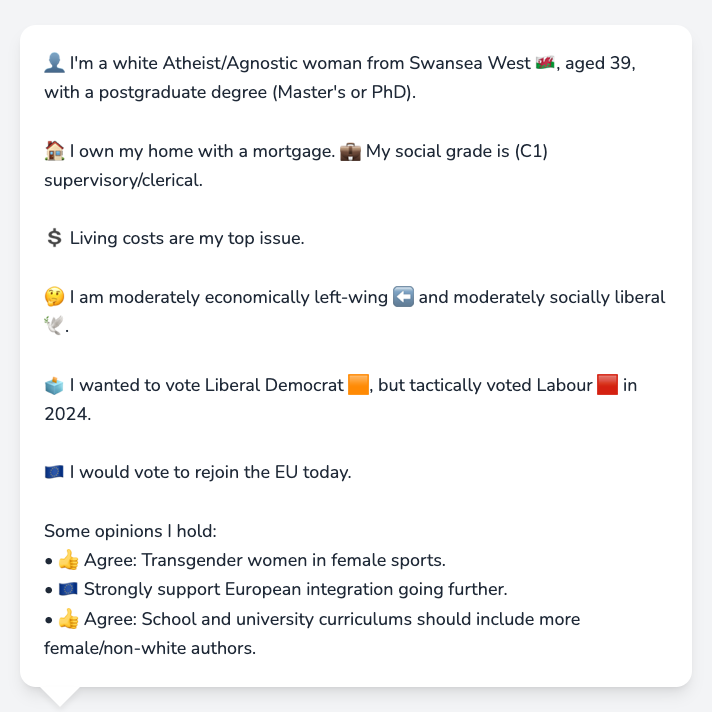 👤 I'm a white Atheist/Agnostic woman from Swansea West 🏴󠁧󠁢󠁷󠁬󠁳󠁿, aged 39,
with a postgraduate degree (Master's or PhD).
🏠 I own my home with a mortgage. 💼 My social grade is (C1)
supervisory/clerical.
💲 Living costs are my top issue.
🤔 I am moderately economically left-wing ⬅️ and moderately socially liberal
🕊️.
🗳️ I wanted to vote Liberal Democrat 🟧, but tactically voted Labour 🟥 in
2024.
🇪🇺 I would vote to rejoin the EU today.
Some opinions I hold:
• 👍 Agree: Transgender women in female sports.
• 🇪🇺 Strongly support European integration going further.
• 👍 Agree: School and university curriculums should include more
female/non-white authors.